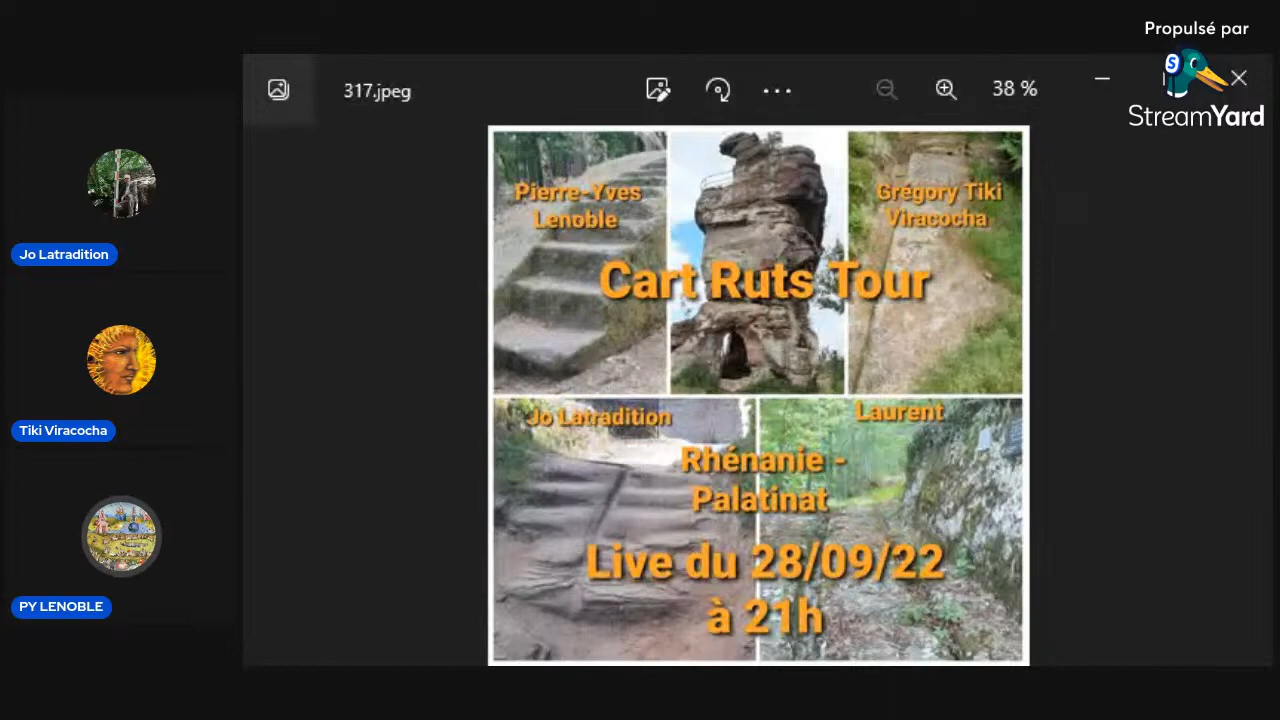 Propulsé par
StreamYard
317.jpeg
38 %
Jo Latradition
Tiki Viracocha
PY LENOBLE
Pierre-Yves
Lenoble
Grégory Tiki
Viracocha
Cart Ruts Tour
Jo Latradition
Laurent
Rhénanie -
Palatinat
Live du 28/09/22
à 21h